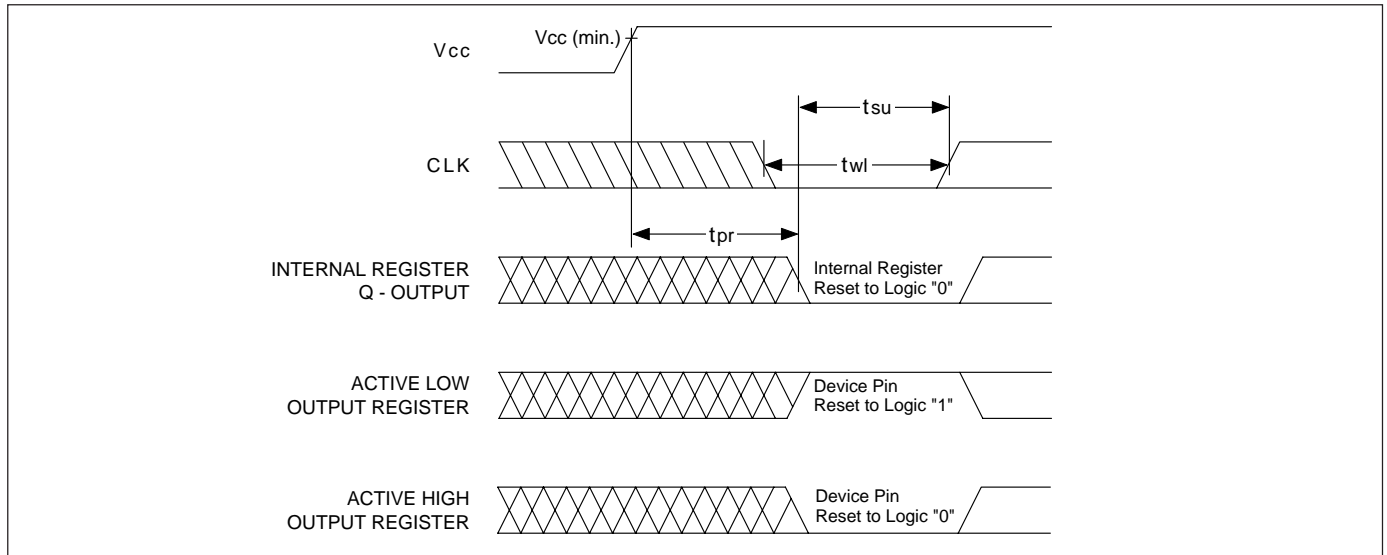 Vcc
Vcc (min.)
tsu
CLK
twl
tpr
INTERNAL REGISTER
Q - OUTPUT
Internal Register
Reset to Logic "0"
ACTIVE LOW
OUTPUT REGISTER
Device Pin
Reset to Logic "1"
ACTIVE HIGH
OUTPUT REGISTER
Device Pin
Reset to Logic "0"